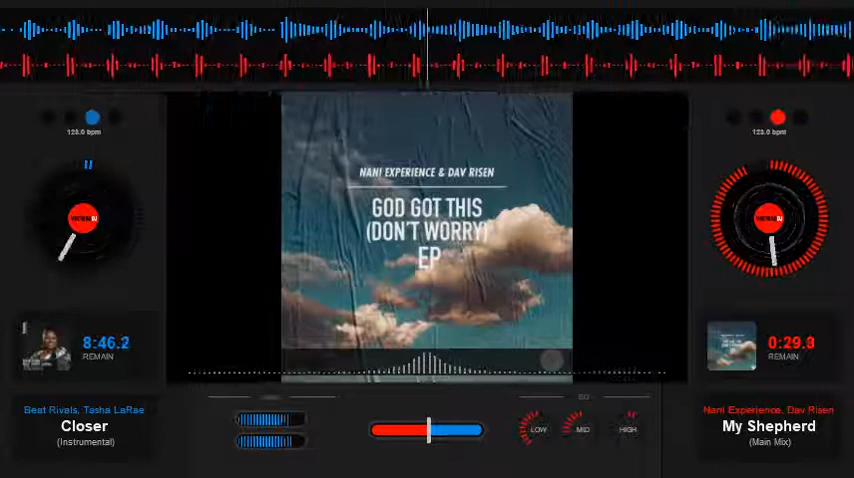 123.0 bpm
123.0 bpm
NANI EXPERIENCE & DAV RISEN
GOD GOT THIS
(DON'T WORRY)
EP
8:46.2
REMAIN
0:29.8
REMAIN
Beat Rivals, Tasha LaRae
Closer
(Instrumental)
EQ
LOW
MID
HIGH
Nani Experience, Dav Risen
My Shepherd
(Main Mix)